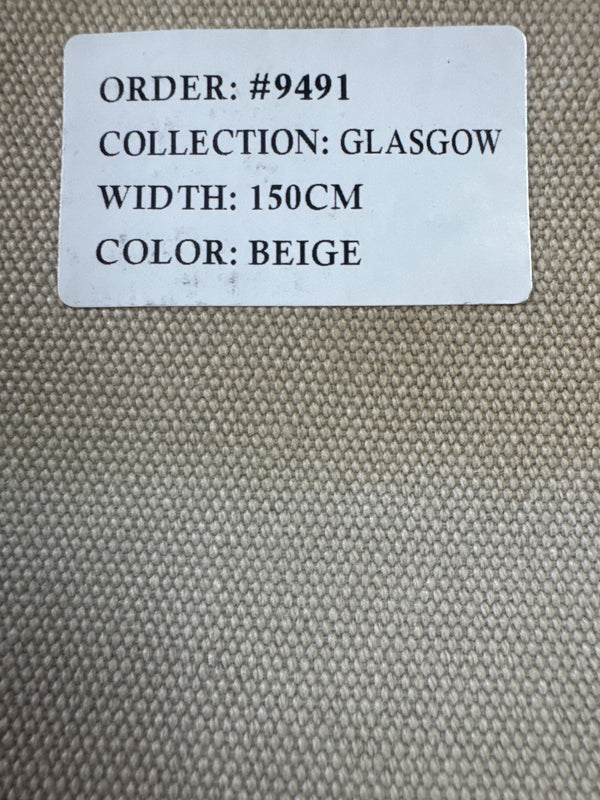 ORDER: #9491
COLLECTION: GLASGOW
WIDTH: 150CM
COLOR: BEIGE